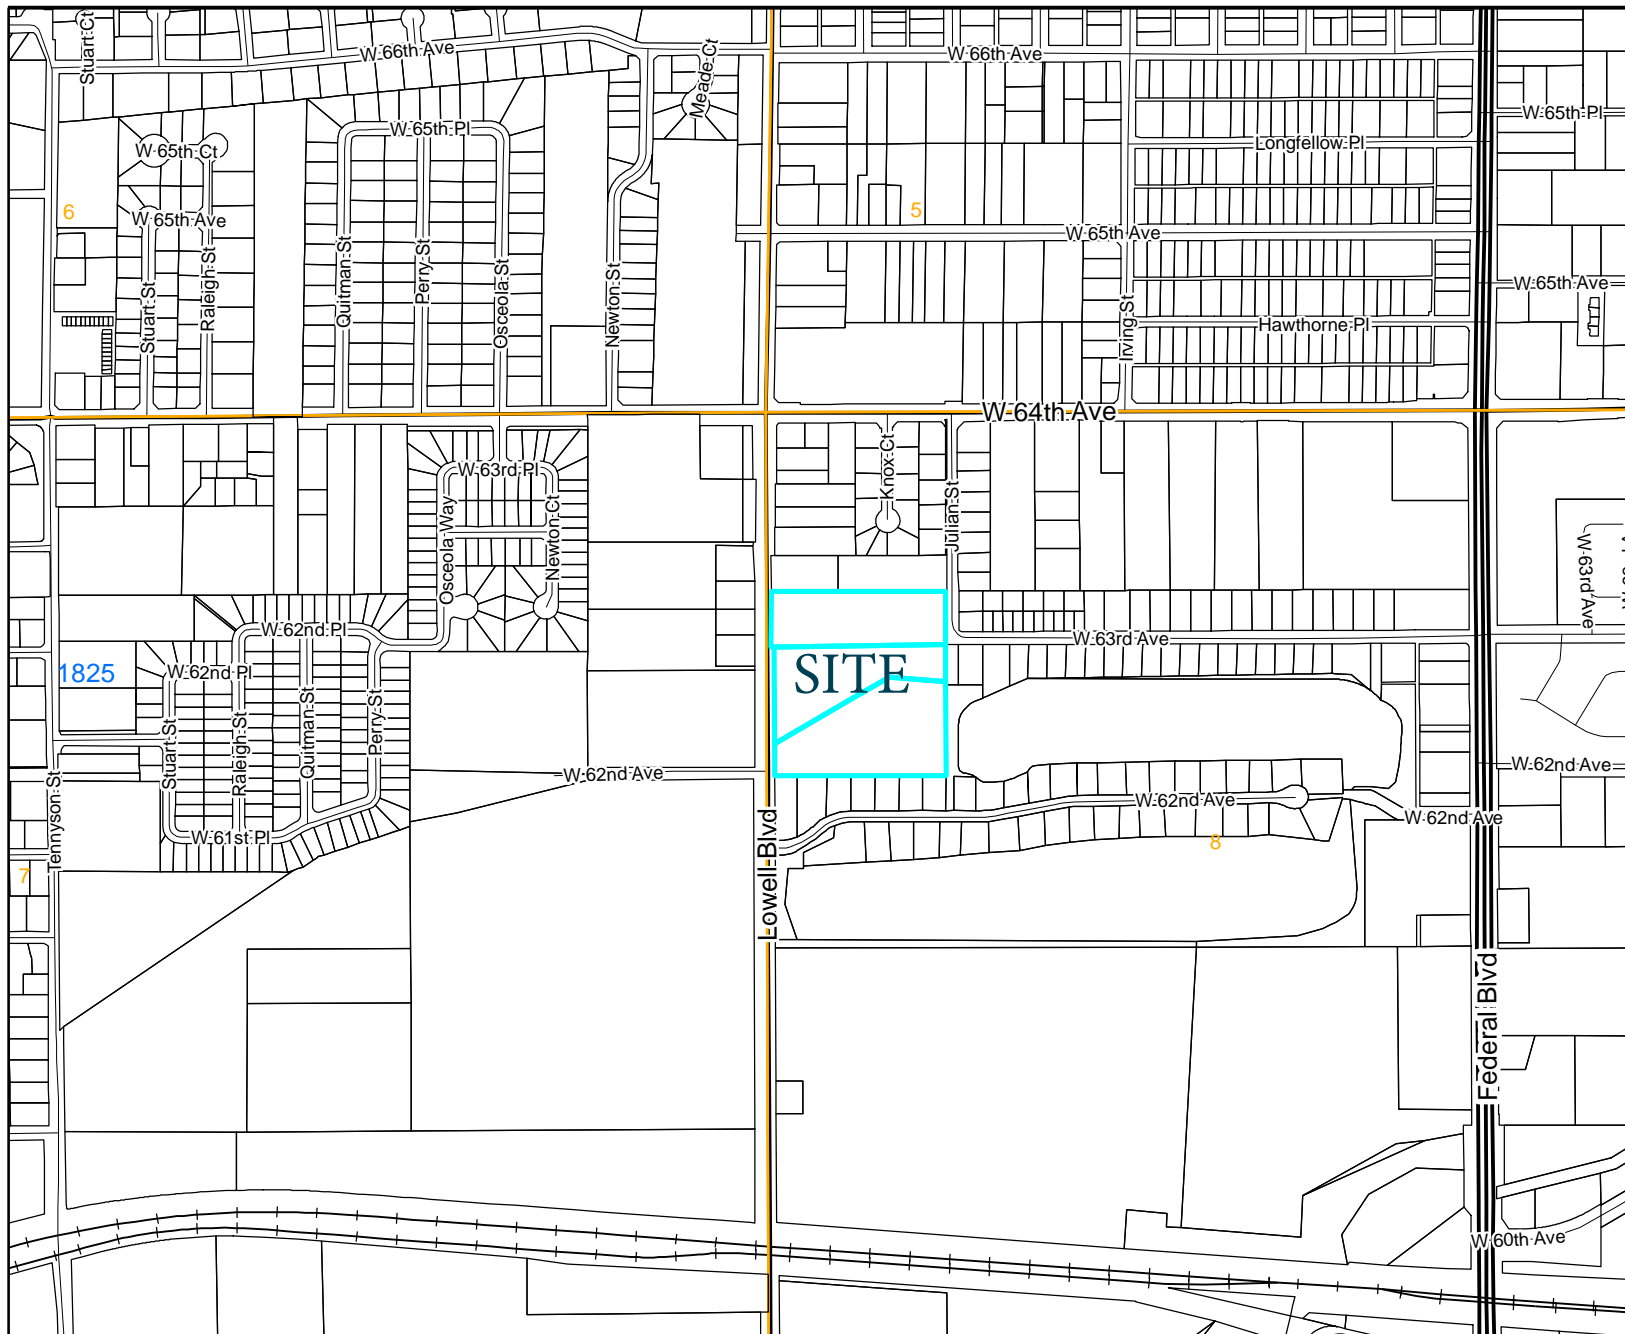 Stuart Ct
W 66th Ave
Meade Ct
W 66th Ave
W 65th Pl
W 65th Pl
Longfellow Pl
W 65th Ct
6
W 65th Ave
5
W 65th Ave
Stuart St
Raleigh St
Quitman St
Perry St
Osceola St
Newton St
W 65th Ave
Irving St
Hawthorne Pl
W 64th Ave
W 63rd Pl
Osceola Way
Newton Ct
Knox Ct
Julian St
W 63rd Ave
W 62nd Pl
W 63rd Ave
1825
W 62nd Pl
SITE
Stuart St
Raleigh St
Quitman St
Perry St
W 62nd Ave
W 62nd Ave
W 62nd Ave
W 62nd Ave
Tennyson St
W 61st Pl
8
7
Lowell Blvd
Federal Blvd
W 60th Ave